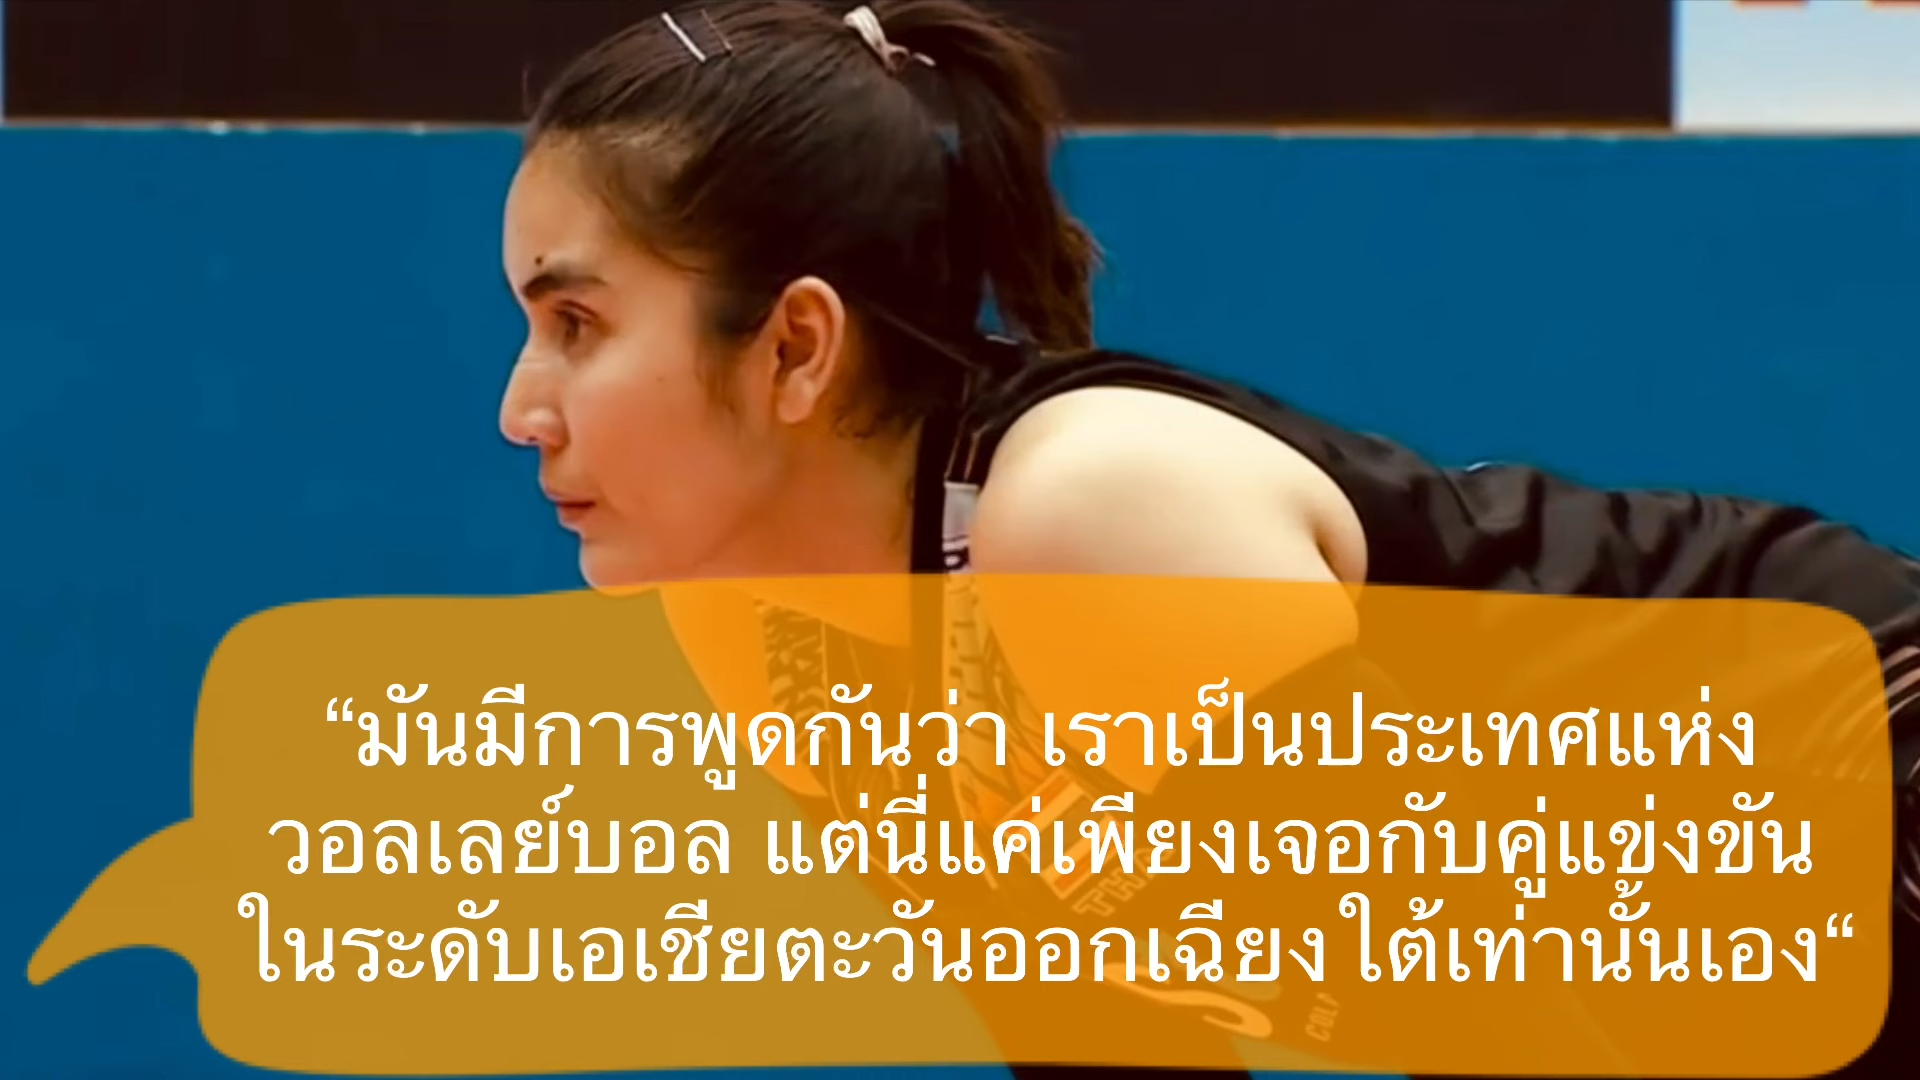 “มันมีการพูดกันว่า เราเป็นประเทศแห่ง
วอลเลย์บอล แต่นี่แค่เพียงเจอกับคู่แข่งขัน
ในระดับเอเชียตะวันออกเฉียงใต้เท่านั้นเอง“